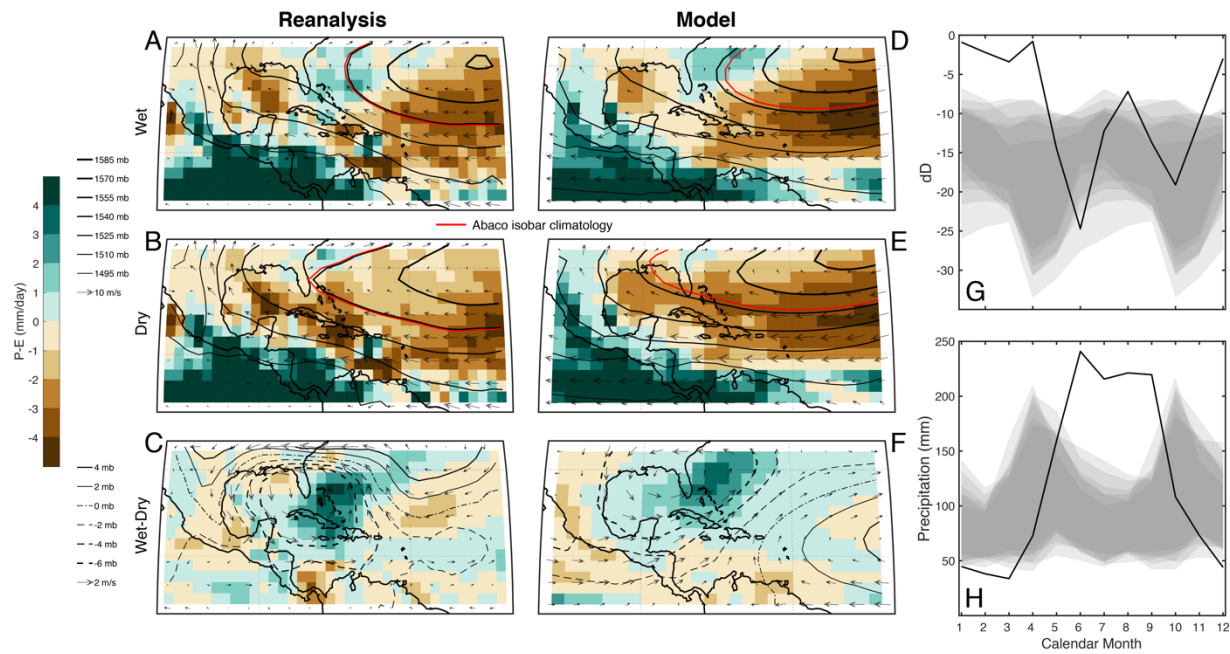 Reanalysis
Model
A
D
Wet
B
E
Dry
C
F
Wet-Dry
Abaco isobar climatology
P-E (mm/day)
4
3
2
1
0
-1
-2
-3
-4
1585 mb
1570 mb
1555 mb
1540 mb
1525 mb
1510 mb
1495 mb
10 m/s
4 mb
2 mb
0 mb
-2 mb
-4 mb
-6 mb
2 m/s
0
-5
-10
-15
-20
-25
-30
dD
G
250
200
150
100
50
Precipitation (mm)
H
1 2 3 4 5 6 7 8 9 10 11 12
Calendar Month